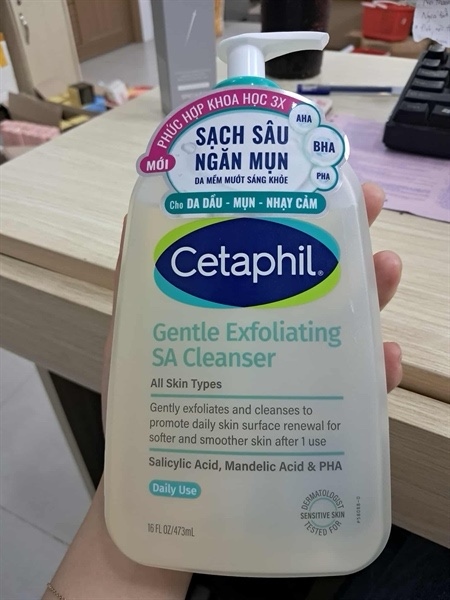 PHỨC HỢP KHOA HỌC 3X
MỚI
SẠCH SÂU
NGĂN MỤN
DA MỀM MƯỚT SÁNG KHỎE
AHA
BHA
PHA
Cho DA DẦU - MỤN - NHẠY CẢM
Cetaphil®
Gentle Exfoliating
SA Cleanser
All Skin Types
Gently exfoliates and cleanses to
promote daily skin surface renewal for
softer and smoother skin after 1 use
Salicylic Acid, Mandelic Acid & PHA
Daily Use
DERMATOLOGIST
SENSITIVE SKIN
TESTED FOR
16 FL OZ/473mL